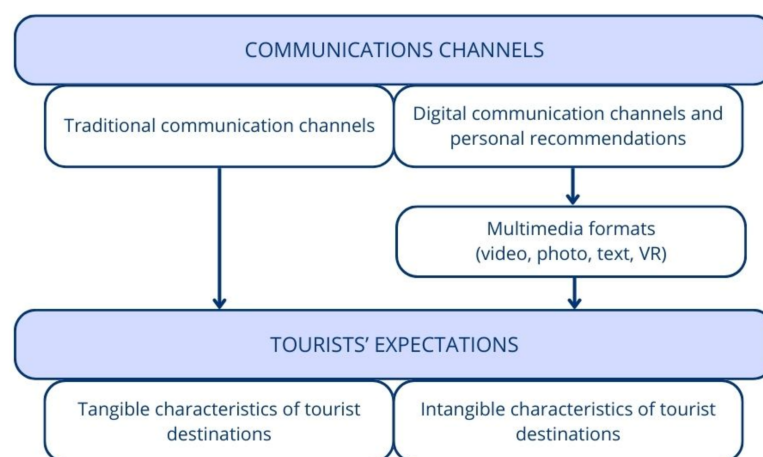 COMMUNICATIONS CHANNELS
Traditional communication channels
Digital communication channels and
personal recommendations
Multimedia formats
(video, photo, text, VR)
TOURISTS’ EXPECTATIONS
Tangible characteristics of tourist
destinations
Intangible characteristics of tourist
destinations